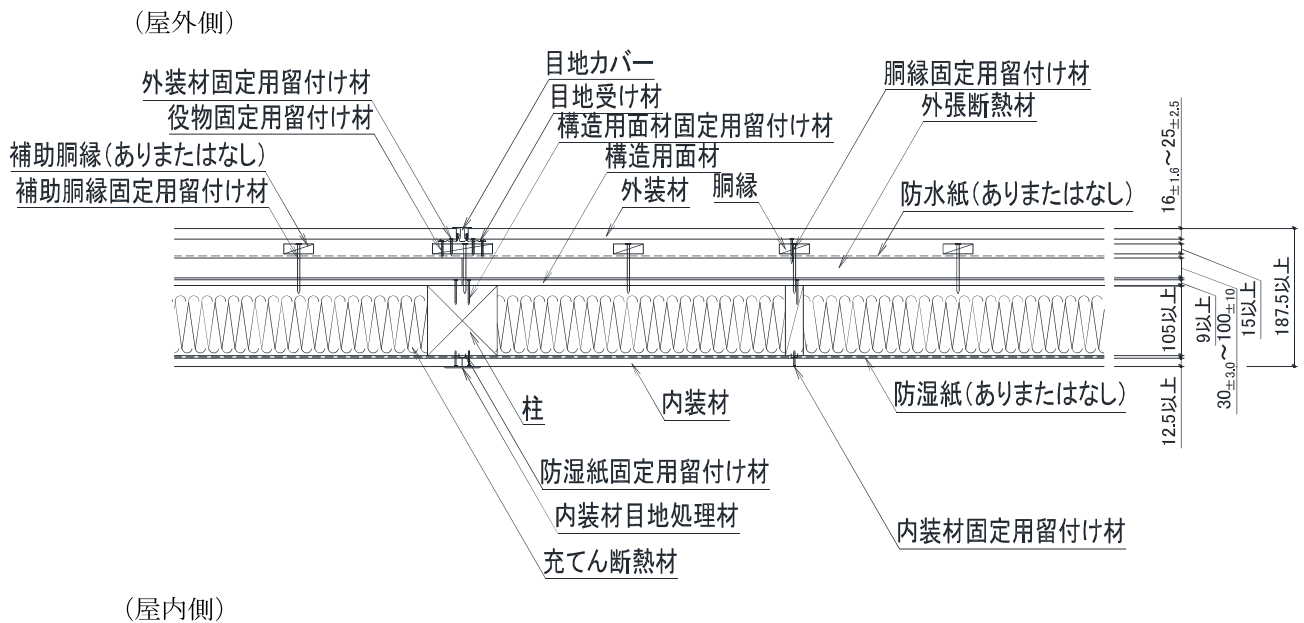 （屋外側）
目地カバー
外装材固定用留付け材
胴縁固定用留付け材
目地受け材
外張断熱材
役物固定用留付け材
構造用面材固定用留付け材
補助胴縁（ありまたはなし）
構造用面材
補助胴縁固定用留付け材
外装材
胴縁
防水紙（ありまたはなし）
16±1.6～25±2.5
15以上
30±3.0～100±10
9以上
105以上
12.5以上
187.5以上
防湿紙（ありまたはなし）
内装材
柱
防湿紙固定用留付け材
内装材目地処理材
内装材固定用留付け材
充てん断熱材
（屋内側）